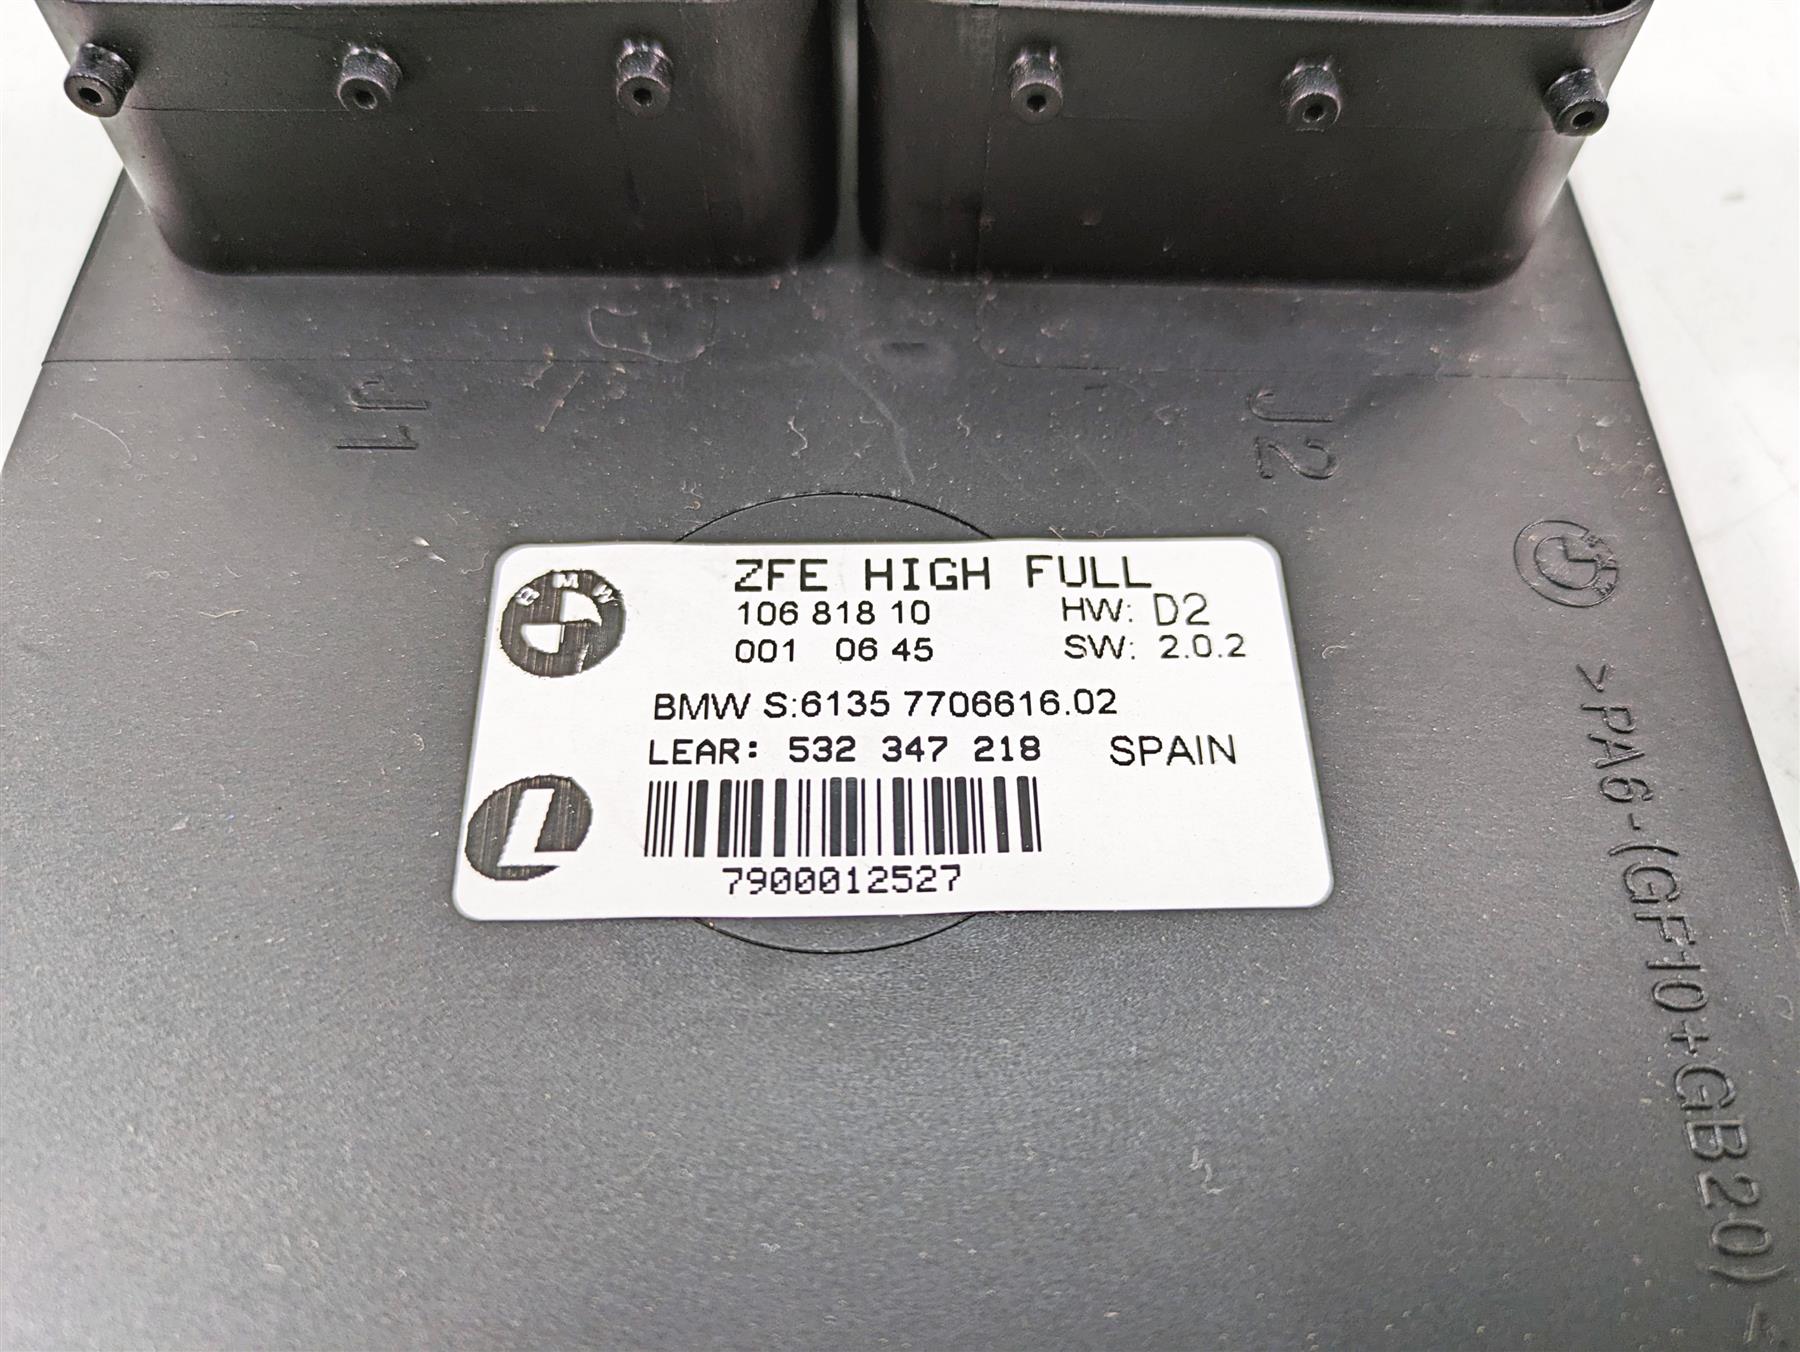 J1
J2
BMW
ZFE HIGH FULL
106 818 10 HW: D2
001 06 45 SW: 2.0.2
BMW S:6135 7706616.02
LEAR: 532 347 218 SPAIN
L
7900012527
>PA6-(GF10+GB20)